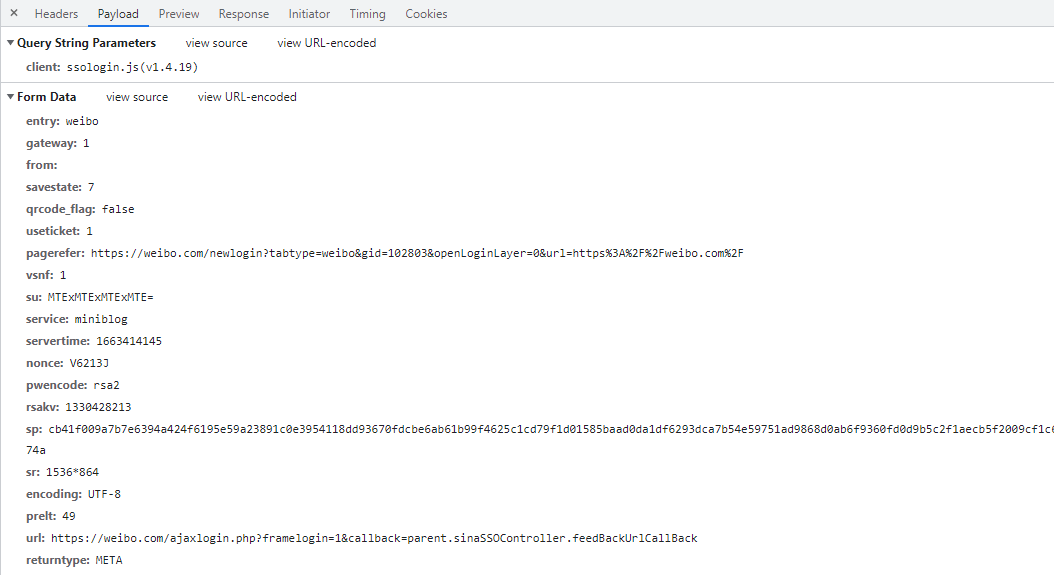 × Headers Payload Preview Response Initiator Timing Cookies
▼Query String Parameters view source view URL-encoded
client: ssologin.js(v1.4.19)
▼Form Data view source view URL-encoded
entry: weibo
gateway: 1
from:
savestate: 7
qrcode_flag: false
useticket: 1
pagerefer: https://weibo.com/newlogin?tabtype=weibo&gid=102803&openLoginLayer=0&url=https%3A%2F%2Fweibo.com%2F
vsnf: 1
su: MTExMTExMTExMTE=
service: miniblog
servertime: 1663414145
nonce: V6213J
pwencode: rsa2
rsakv: 1330428213
sp: cb41f009a7b7e6394a424f6195e59a23891c0e3954118dd93670fdcbe6ab61b99f4625c1cd79f1d01585baad0da1df6293dca7b54e59751ad9868d0ab6f9360fd0d9b5c2f1aecb5f2009cf1c6
74a
sr: 1536*864
encoding: UTF-8
prelt: 49
url: https://weibo.com/ajaxlogin.php?framelogin=1&callback=parent.sinaSSOController.feedBackUrlCallBack
returntype: META